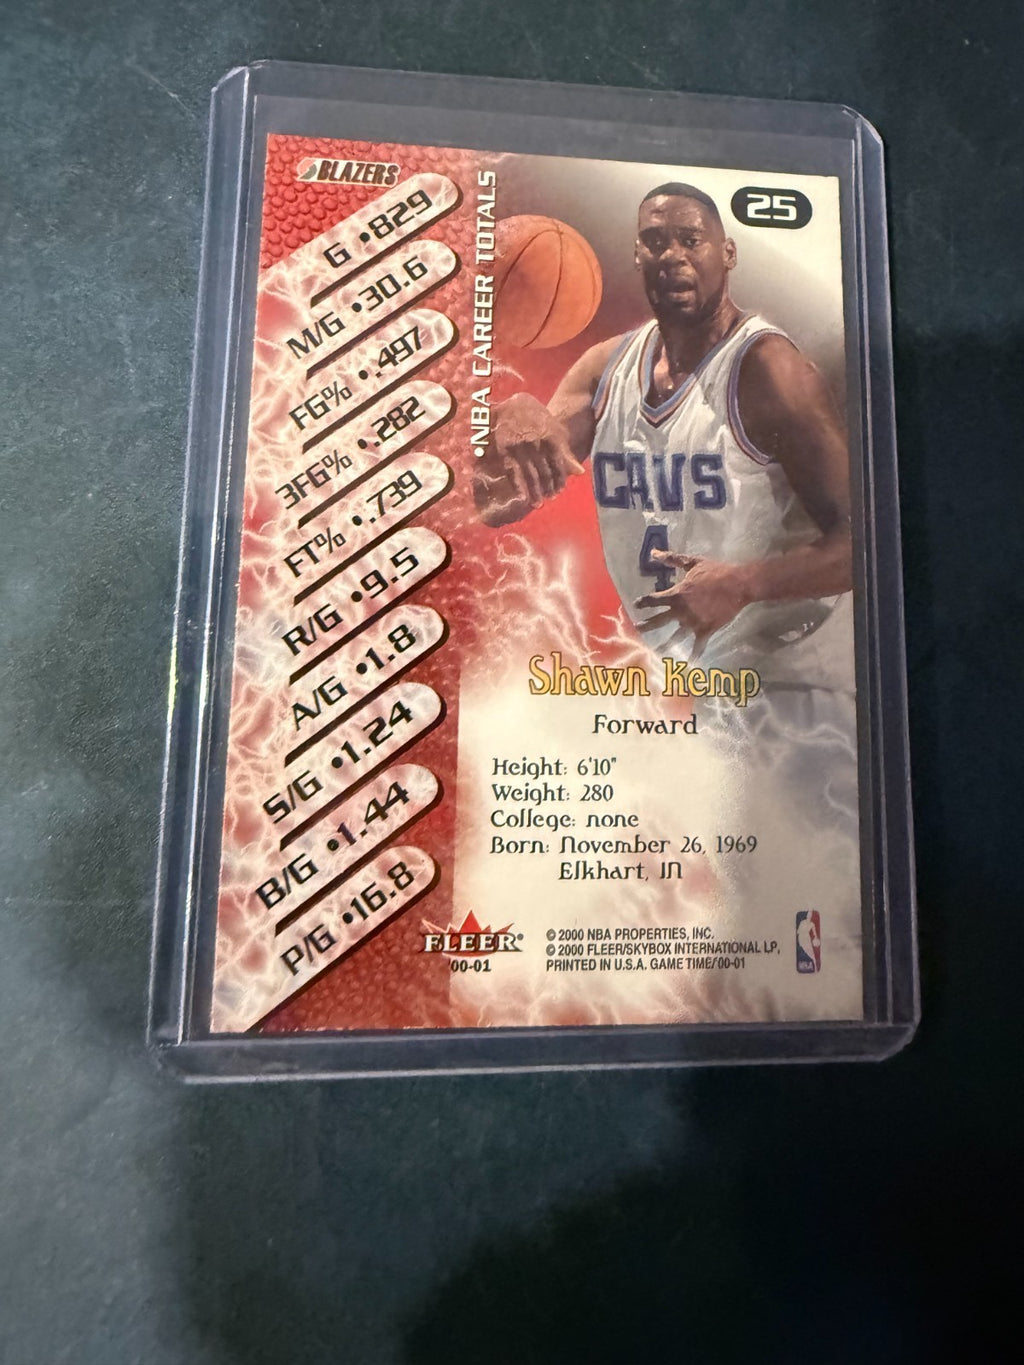 BLAZERS
25
•NBA CAREER TOTALS
G •829
M/G •30.6
FG% •.497
3FG% •.282
FT% •.739
R/G •9.5
A/G •1.8
S/G •1.24
B/G •1.44
P/G •16.8
CAVS
4
Shawn Kemp
Forward
Height: 6'10"
Weight: 280
College: none
Born: November 26, 1969
Elkhart, IN
FLEER®
'00-01
© 2000 NBA PROPERTIES, INC.
© 2000 FLEER/SKYBOX INTERNATIONAL LP,
PRINTED IN U.S.A. GAME TIME/'00-01
NBA